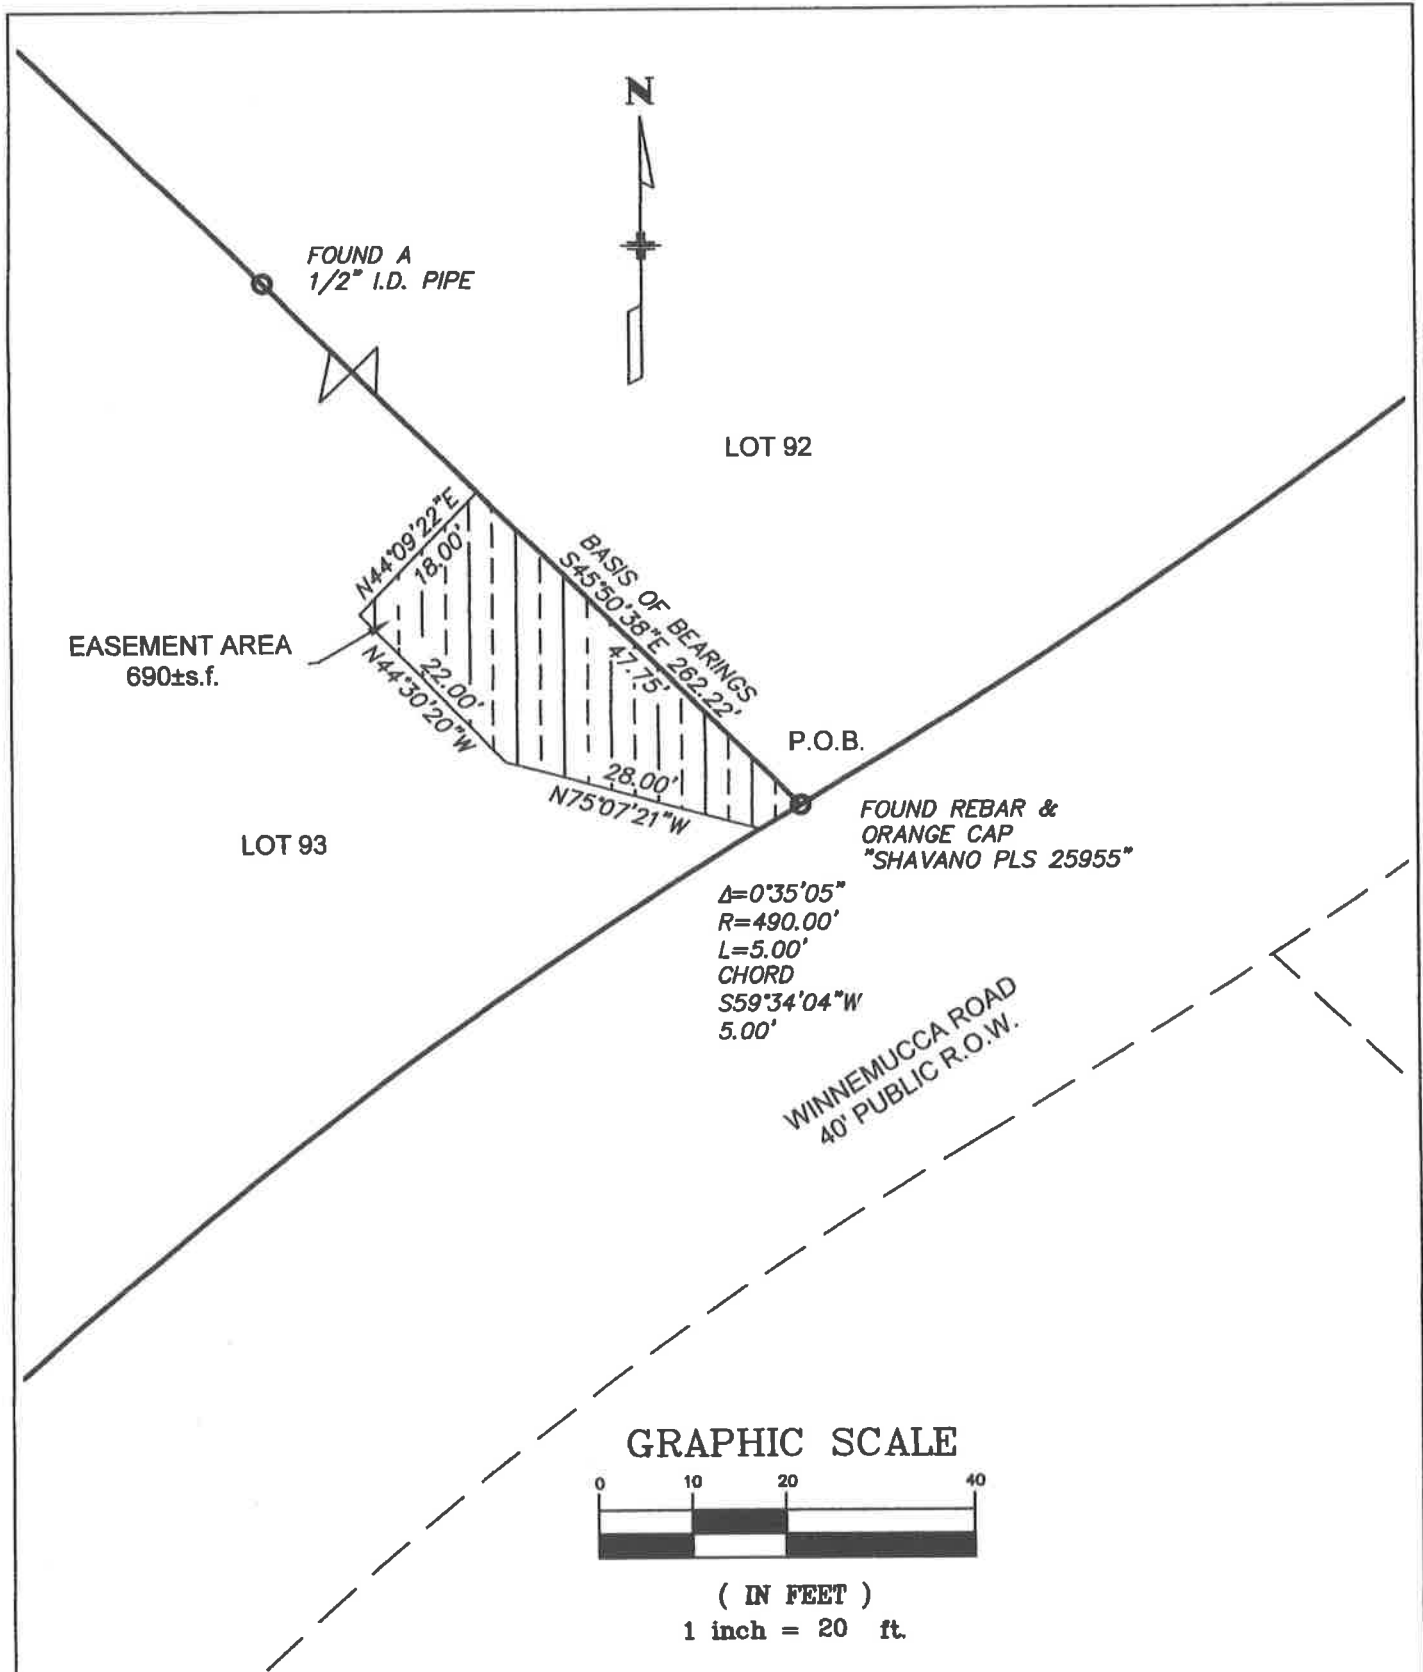 N
FOUND A
1/2" I.D. PIPE
LOT 92
N44°09'22"E
18.00'
BASIS OF BEARINGS
S45°50'38"E 262.22'
47.75'
EASEMENT AREA
690±s.f.
22.00'
N44°30'20"W
P.O.B.
28.00'
N75°07'21"W
FOUND REBAR &
ORANGE CAP
"SHAVANO PLS 25955"
LOT 93
Δ=0°35'05"
R=490.00'
L=5.00'
CHORD
S59°34'04"W
5.00'
WINNEMUCCA ROAD
40' PUBLIC R.O.W.
GRAPHIC SCALE
0 10 20 40
( IN FEET )
1 inch = 20 ft.